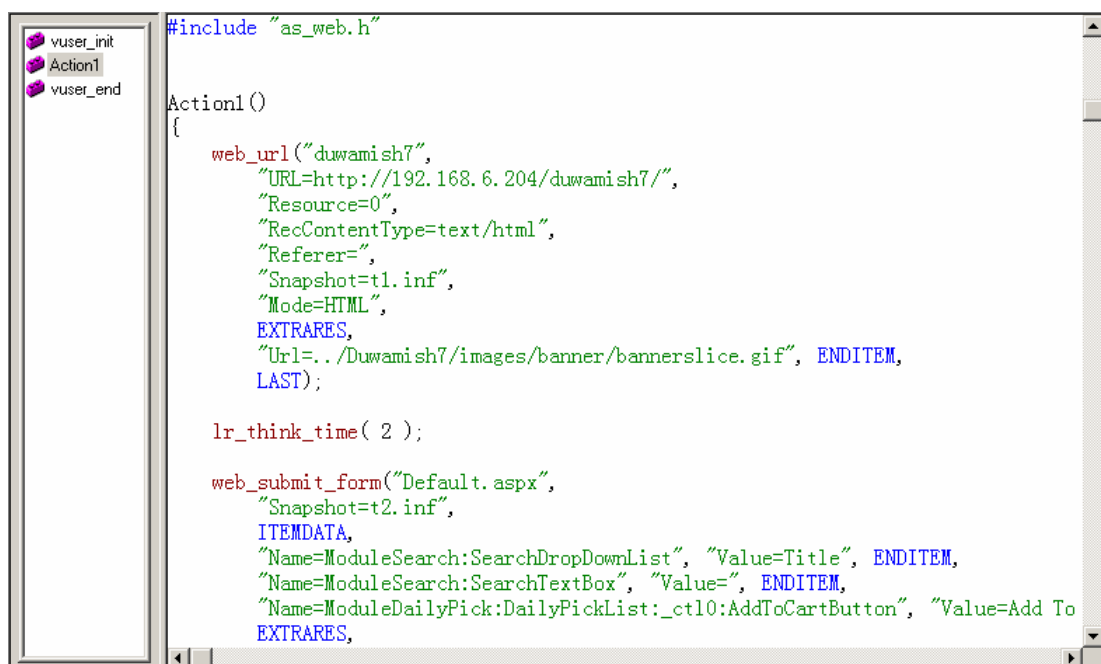 vuser_init
Action1
vuser_end
#include "as_web.h"
Action1()
{
web_url("duwamish7",
"URL=http://192.168.6.204/duwamish7/",
"Resource=0",
"RecContentType=text/html",
"Referer=",
"Snapshot=t1.inf",
"Mode=HTML",
EXTRARES,
"Url=../Duwamish7/images/banner/bannerslice.gif", ENDITEM,
LAST);
lr_think_time( 2 );
web_submit_form("Default.aspx",
"Snapshot=t2.inf",
ITEMDATA,
"Name=ModuleSearch:SearchDropDownList", "Value=Title", ENDITEM,
"Name=ModuleSearch:SearchTextBox", "Value=", ENDITEM,
"Name=ModuleDailyPick:DailyPickList:_ctl0:AddToCartButton", "Value=Add To
EXTRARES,